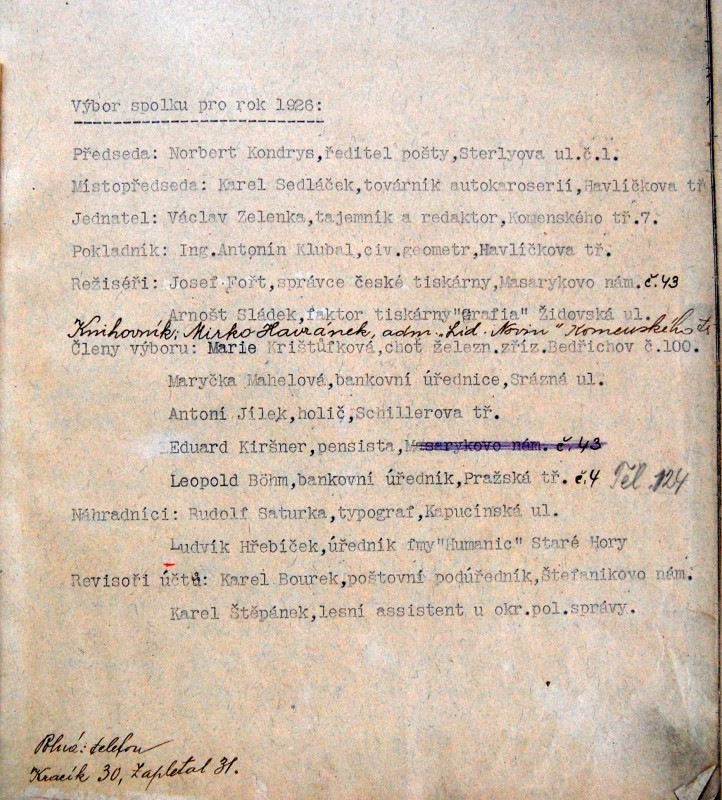 Výbor spolku pro rok 1926:
Předseda: Norbert Kondrys,ředitel pošty,Sterlyova ul.č.1.
Místopředseda: Karel Sedláček,továrník autokaroserií,Havlíčkova tř
Jednatel: Václav Zelenka,tajemník a redaktor,Komenského tř.7.
Pokladník: Ing.Antonín Klubal,civ.geometr,Havlíčkova tř.
Režiséři: Josef Fořt,správce české tiskárny,Masarykovo nám.č.43
Arnošt Sládek,faktor tiskárny"Grafia" Židovská ul.
Knihovník: Mirko Havránek, adm. „Lid. Novin" Komenského tř.
Členy výboru: Marie Krištůfková,choť železn.zříz.Bedřichov č.100.
Maryčka Mahelová,bankovní úřednice,Srázná ul.
Antoní Jílek,holič,Schillerova tř.
Eduard Kiršner,pensista,Masarykovo nám. č.43
Leopold Böhm,bankovní úředník,Pražská tř. č.4 Tel. 124
Náhradníci: Rudolf Saturka,typograf,Kapucínská ul.
Ludvík Hřebíček,úředník fmy"Humanic" Staré Hory
Revisoři účtů: Karel Bourek,poštovní podúředník,Štefanikovo nám.
Karel Štěpánek,lesní assistent u okr.pol.správy.
Polná: telefon
Kracík 30, Zapletal 31.